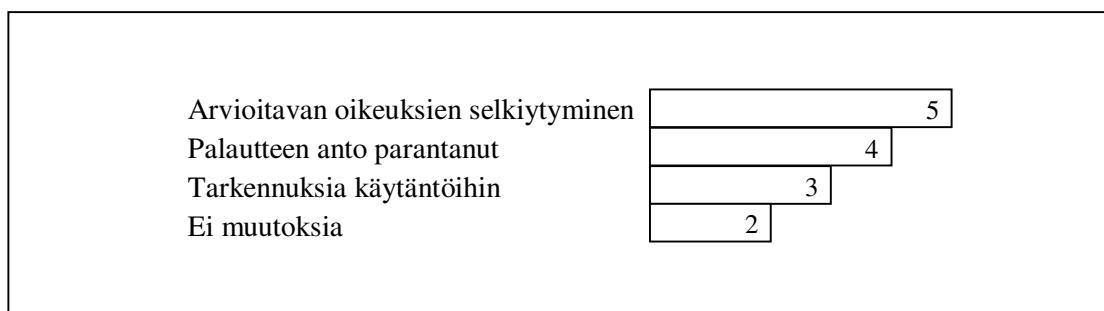 Arvioitavan oikeuksien selkiytyminen 5
Palautteen anto parantanut 4
Tarkennuksia käytäntöihin 3
Ei muutoksia 2